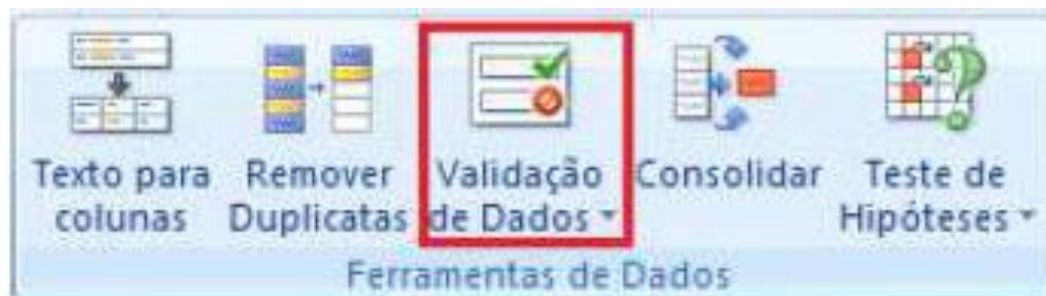 Texto para colunas
Remover Duplicatas
Validação de Dados
Consolidar
Teste de Hipóteses
Ferramentas de Dados